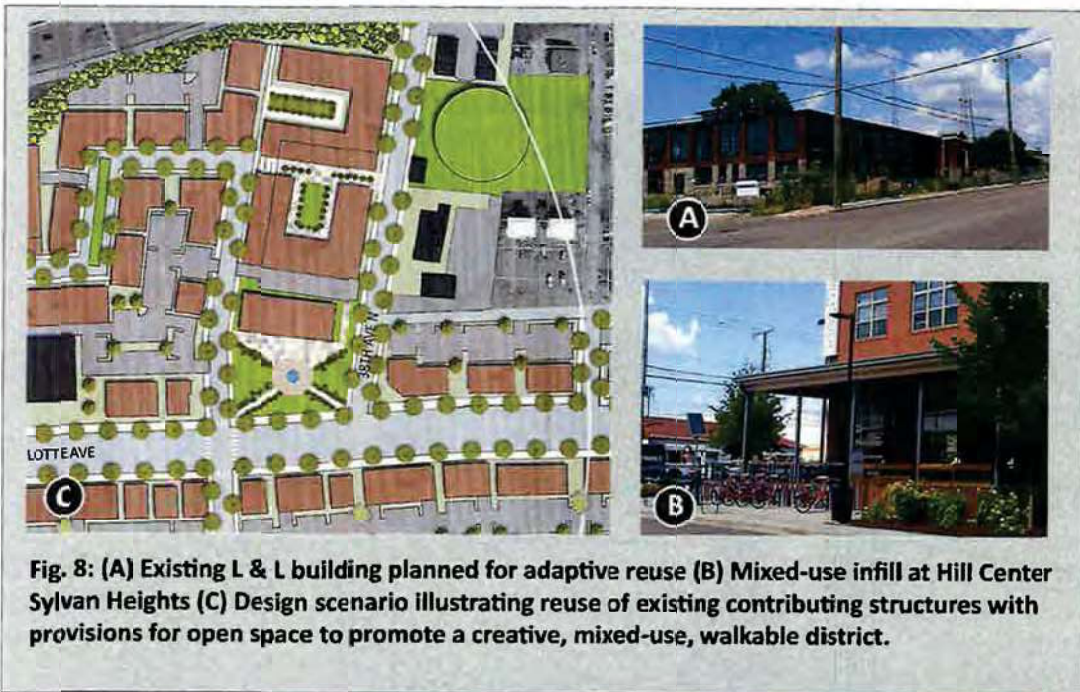 38TH AVE N
LOTTE AVE
C
A
B
Fig. 8: (A) Existing L & L building planned for adaptive reuse (B) Mixed-use infill at Hill Center
Sylvan Heights (C) Design scenario illustrating reuse of existing contributing structures with
provisions for open space to promote a creative, mixed-use, walkable district.